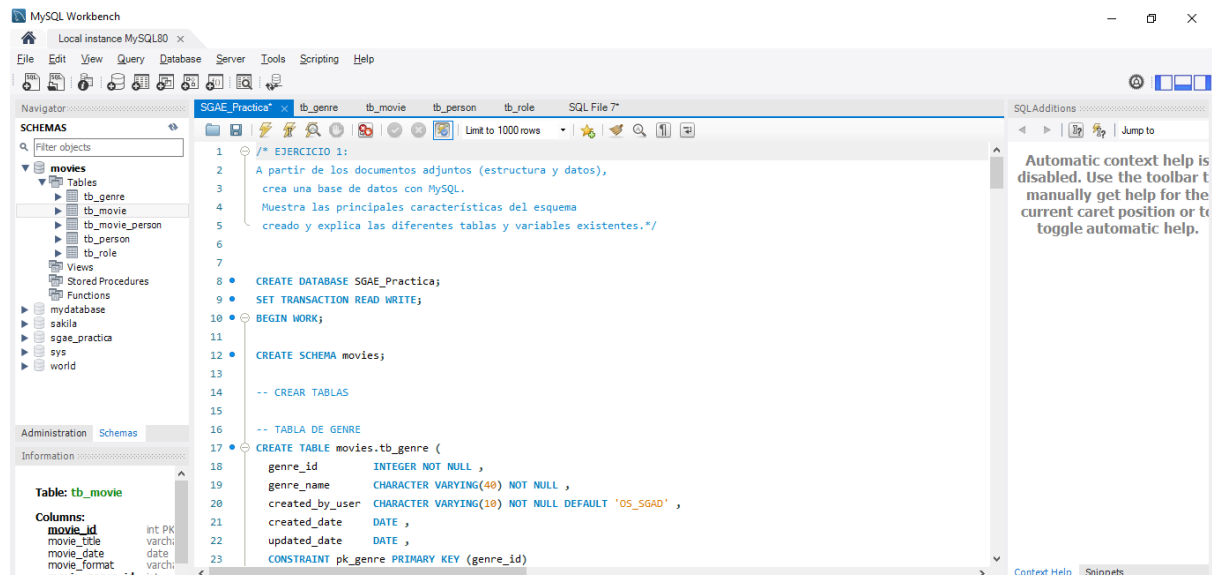 MySQL Workbench
Local instance MySQL80
File Edit View Query Database Server Tools Scripting Help
Navigator
SCHEMAS
Filter objects
movies
Tables
tb_genre
tb_movie
tb_movie_person
tb_person
tb_role
Views
Stored Procedures
Functions
mydatabase
sakila
sgae_practica
sys
world
Administration Schemas
Information
Table: tb_movie
Columns:
movie_id int PK
movie_title varcha
movie_date date
movie_format varcha
SGAE_Practica* tb_genre tb_movie tb_person tb_role SQL File 7*
Limit to 1000 rows
1 /* EJERCICIO 1:
2 A partir de los documentos adjuntos (estructura y datos),
3 crea una base de datos con MySQL.
4 Muestra las principales características del esquema
5 creado y explica las diferentes tablas y variables existentes.*/
6
7
8 CREATE DATABASE SGAE_Practica;
9 SET TRANSACTION READ WRITE;
10 BEGIN WORK;
11
12 CREATE SCHEMA movies;
13
14 -- CREAR TABLAS
15
16 -- TABLA DE GENRE
17 CREATE TABLE movies.tb_genre (
18 genre_id INTEGER NOT NULL ,
19 genre_name CHARACTER VARYING(40) NOT NULL ,
20 created_by_user CHARACTER VARYING(10) NOT NULL DEFAULT 'OS_SGAD' ,
21 created_date DATE ,
22 updated_date DATE ,
23 CONSTRAINT pk_genre PRIMARY KEY (genre_id)
SQLAdditions
Jump to
Automatic context help is
disabled. Use the toolbar t
manually get help for the
current caret position or to
toggle automatic help.
Context Help Snippets